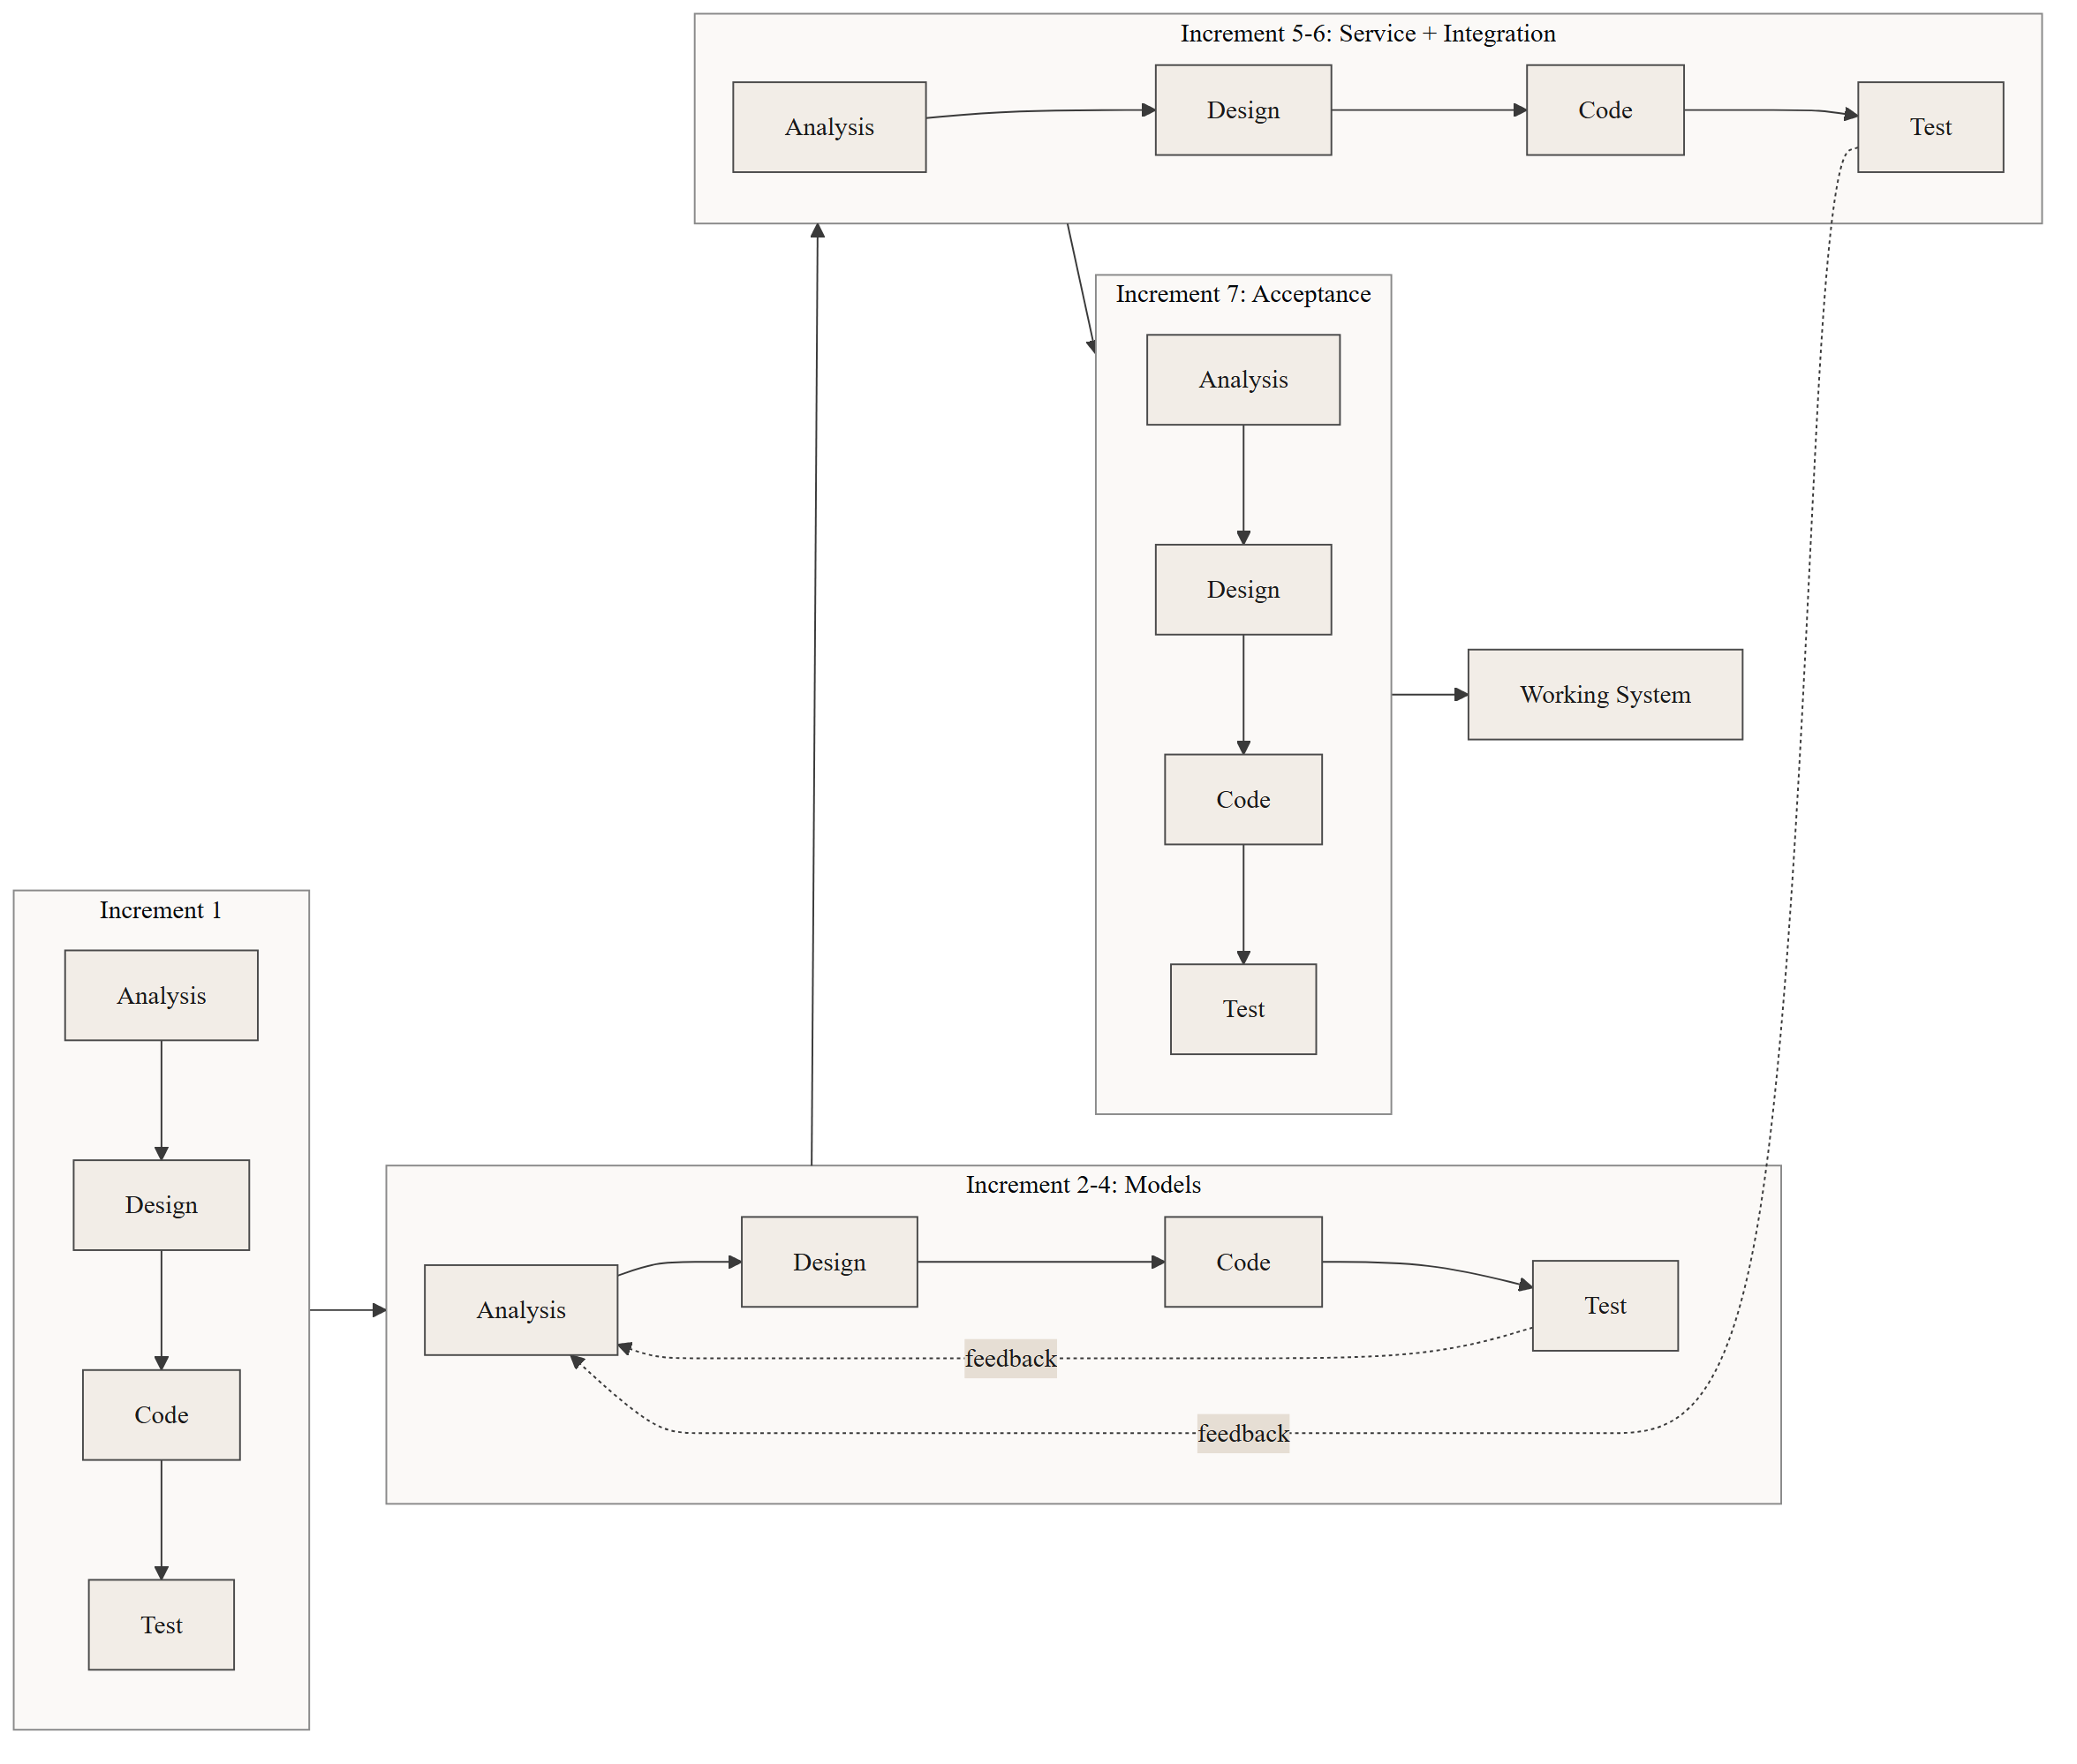 Increment 5-6: Service + Integration
Analysis
Design
Code
Test
Increment 7: Acceptance
Analysis
Design
Code
Test
Working System
Increment 1
Analysis
Design
Code
Test
Increment 2-4: Models
Analysis
Design
Code
Test
feedback
feedback